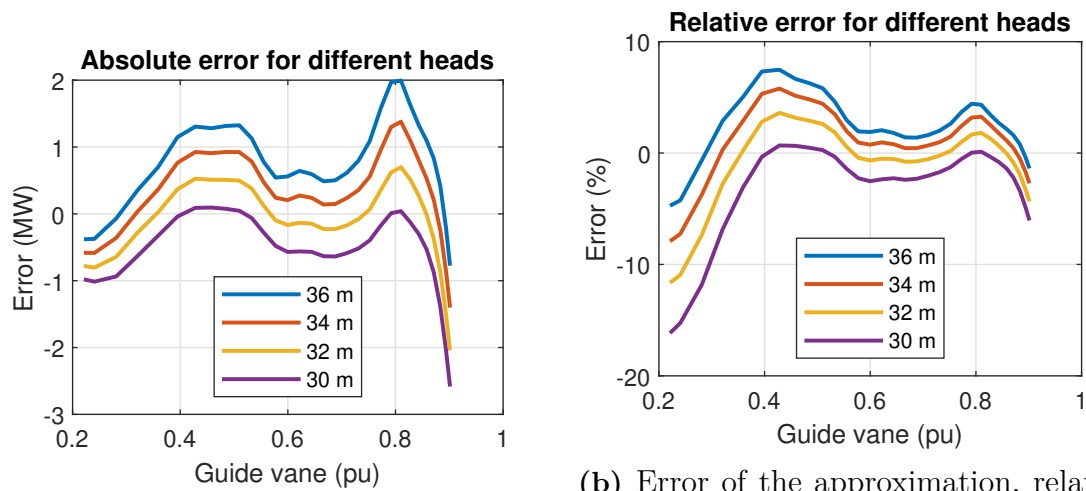 Absolute error for different heads
2
1
0
-1
-2
-3
Error (MW)
36 m
34 m
32 m
30 m
0.2 0.4 0.6 0.8 1
Guide vane (pu)
Relative error for different heads
10
0
-10
-20
Error (%)
36 m
34 m
32 m
30 m
0.2 0.4 0.6 0.8 1
Guide vane (pu)
(b) Error of the approximation, relat